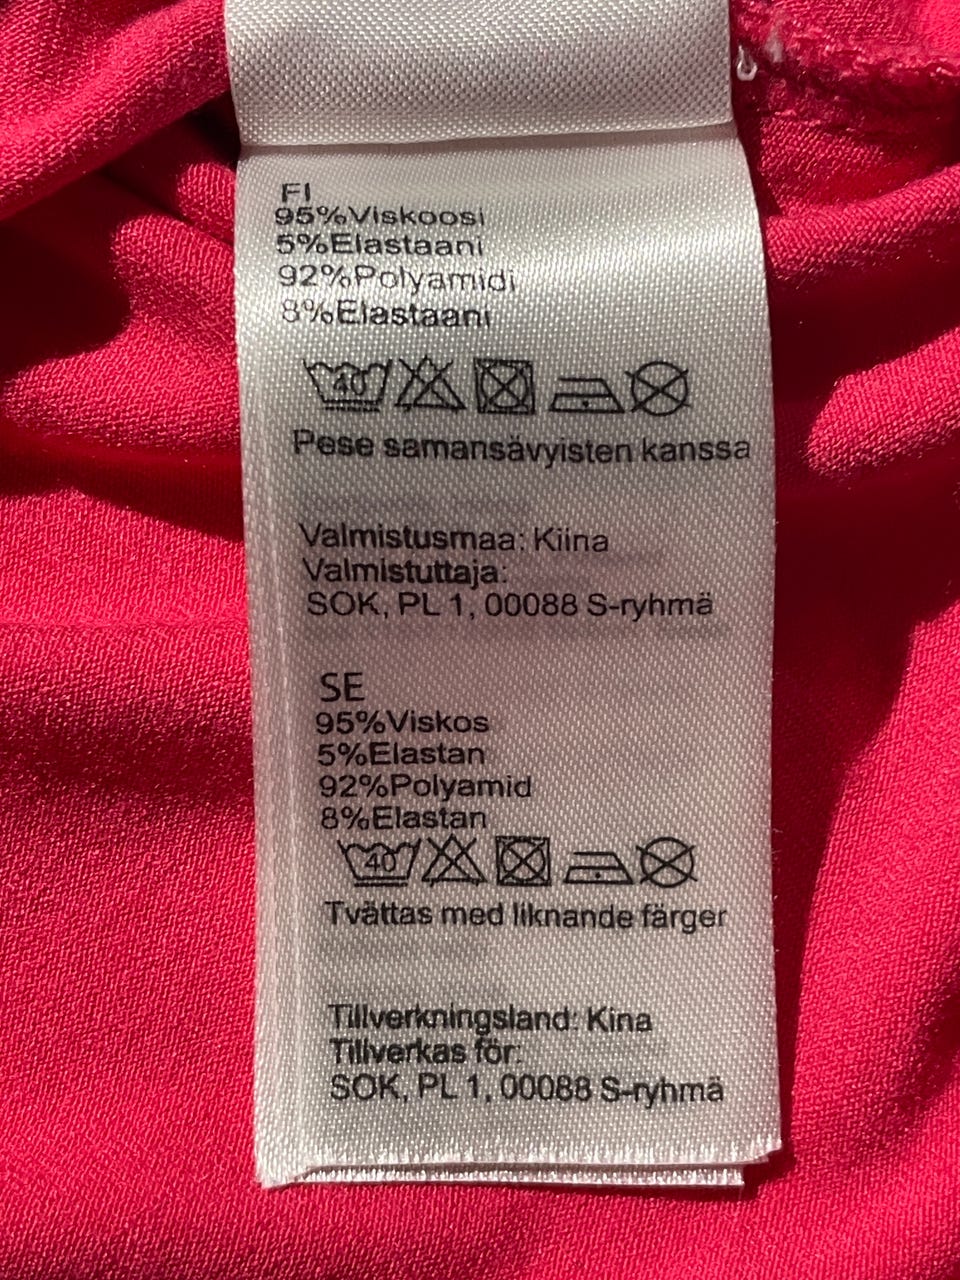 FI
95%Viskoosi
5%Elastaani
92%Polyamidi
8%Elastaani
40
Pese samansävyisten kanssa
Valmistusmaa: Kiina
Valmistuttaja:
SOK, PL 1, 00088 S-ryhmä
SE
95%Viskos
5%Elastan
92%Polyamid
8%Elastan
40
Tvättas med liknande färger
Tillverkningsland: Kina
Tillverkas för:
SOK, PL 1, 00088 S-ryhmä